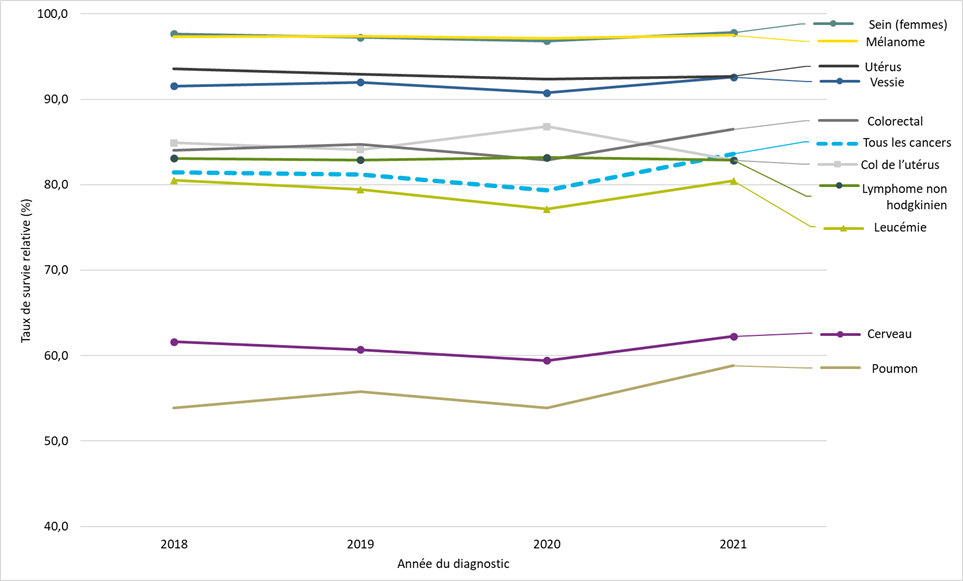 100,0
90,0
80,0
70,0
60,0
50,0
40,0
Taux de survie relative (%)
2018
2019
2020
2021
Année du diagnostic
Sein (femmes)
Mélanome
Utérus
Vessie
Colorectal
Tous les cancers
Col de l'utérus
Lymphome non
hodgkinien
Leucémie
Cerveau
Poumon